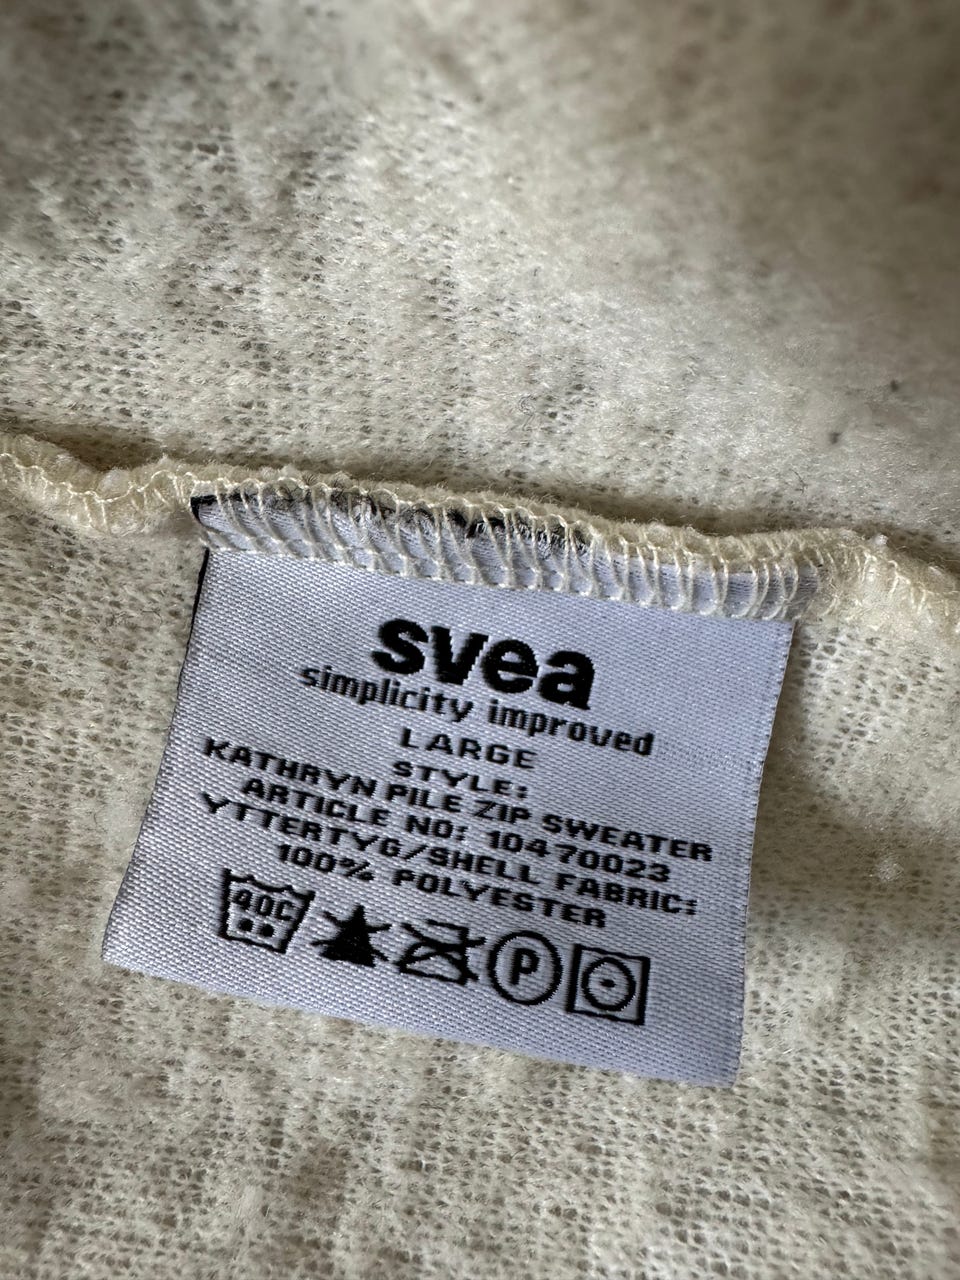 svea
simplicity improved
LARGE
STYLE:
KATHRYN PILE ZIP SWEATER
ARTICLE NO: 10470023
YTTERTYG/SHELL FABRIC:
100% POLYESTER
40C
P